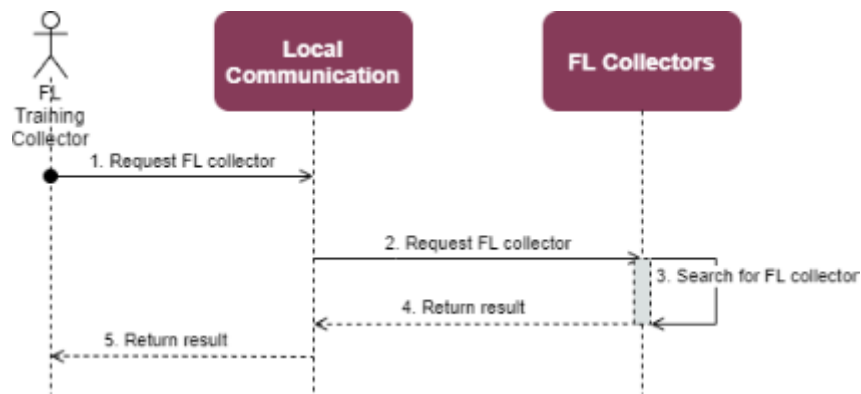 Local
Communication
FL Collectors
FL
Training
Collector
1. Request FL collector
2. Request FL collector
3. Search for FL collector
4. Return result
5. Return result